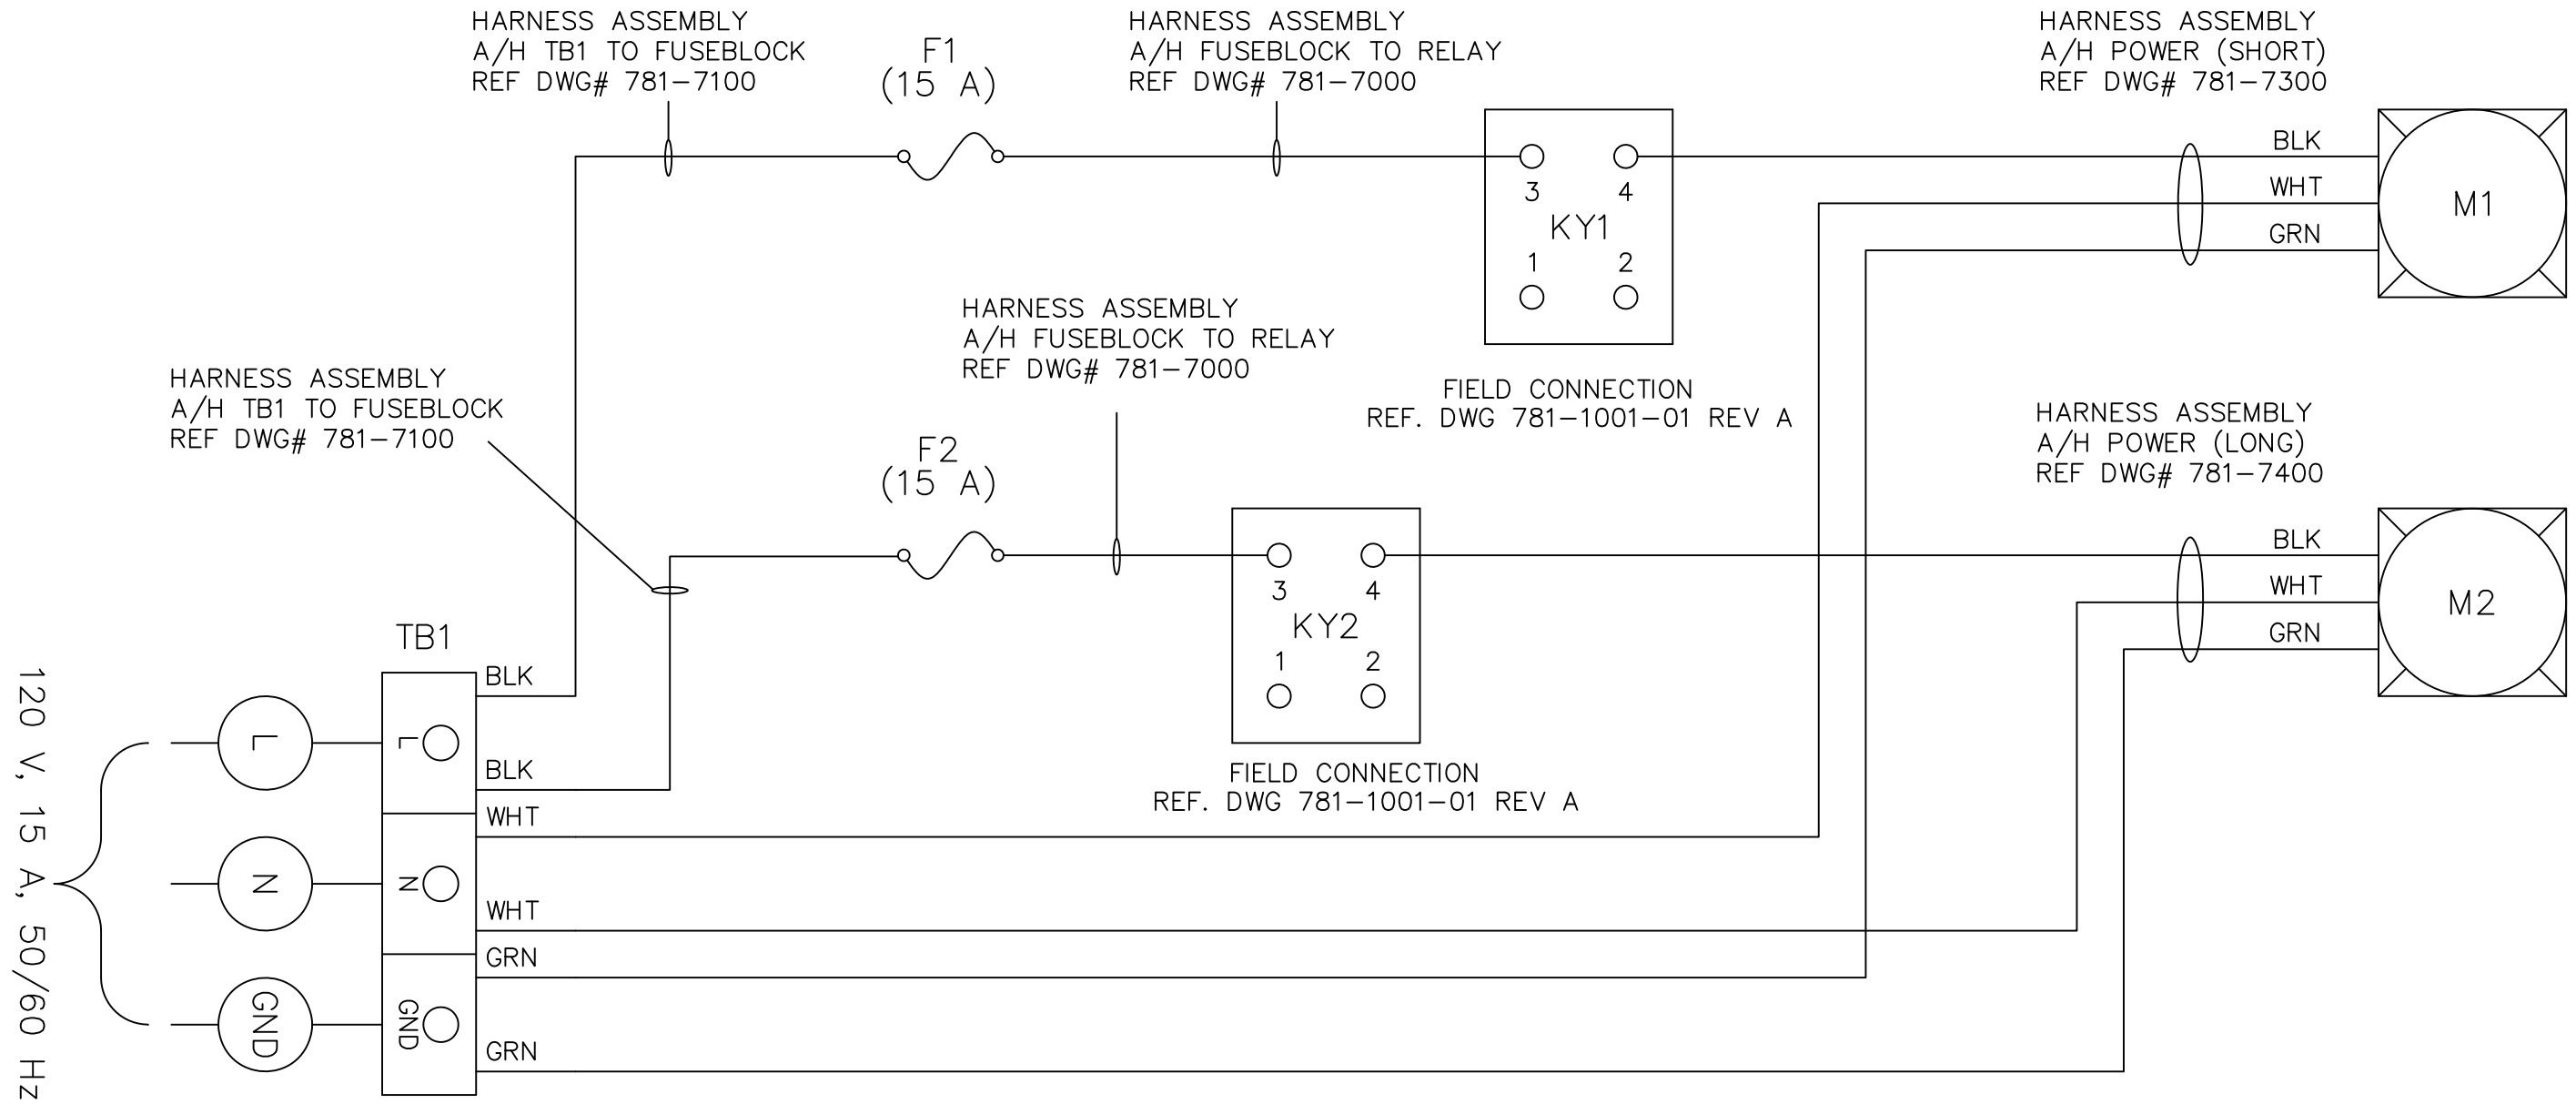 HARNESS ASSEMBLY
A/H TB1 TO FUSEBLOCK
REF DWG# 781-7100
F1
(15 A)
HARNESS ASSEMBLY
A/H FUSEBLOCK TO RELAY
REF DWG# 781-7000
HARNESS ASSEMBLY
A/H POWER (SHORT)
REF DWG# 781-7300
3
4
KY1
1
2
BLK
WHT
GRN
M1
FIELD CONNECTION
REF. DWG 781-1001-01 REV A
HARNESS ASSEMBLY
A/H TB1 TO FUSEBLOCK
REF DWG# 781-7100
F2
(15 A)
HARNESS ASSEMBLY
A/H FUSEBLOCK TO RELAY
REF DWG# 781-7000
HARNESS ASSEMBLY
A/H POWER (LONG)
REF DWG# 781-7400
3
4
KY2
1
2
BLK
WHT
GRN
M2
FIELD CONNECTION
REF. DWG 781-1001-01 REV A
120 V, 15 A, 50/60 Hz
TB1
L
L
BLK
BLK
N
N
WHT
WHT
GND
GND
GRN
GRN